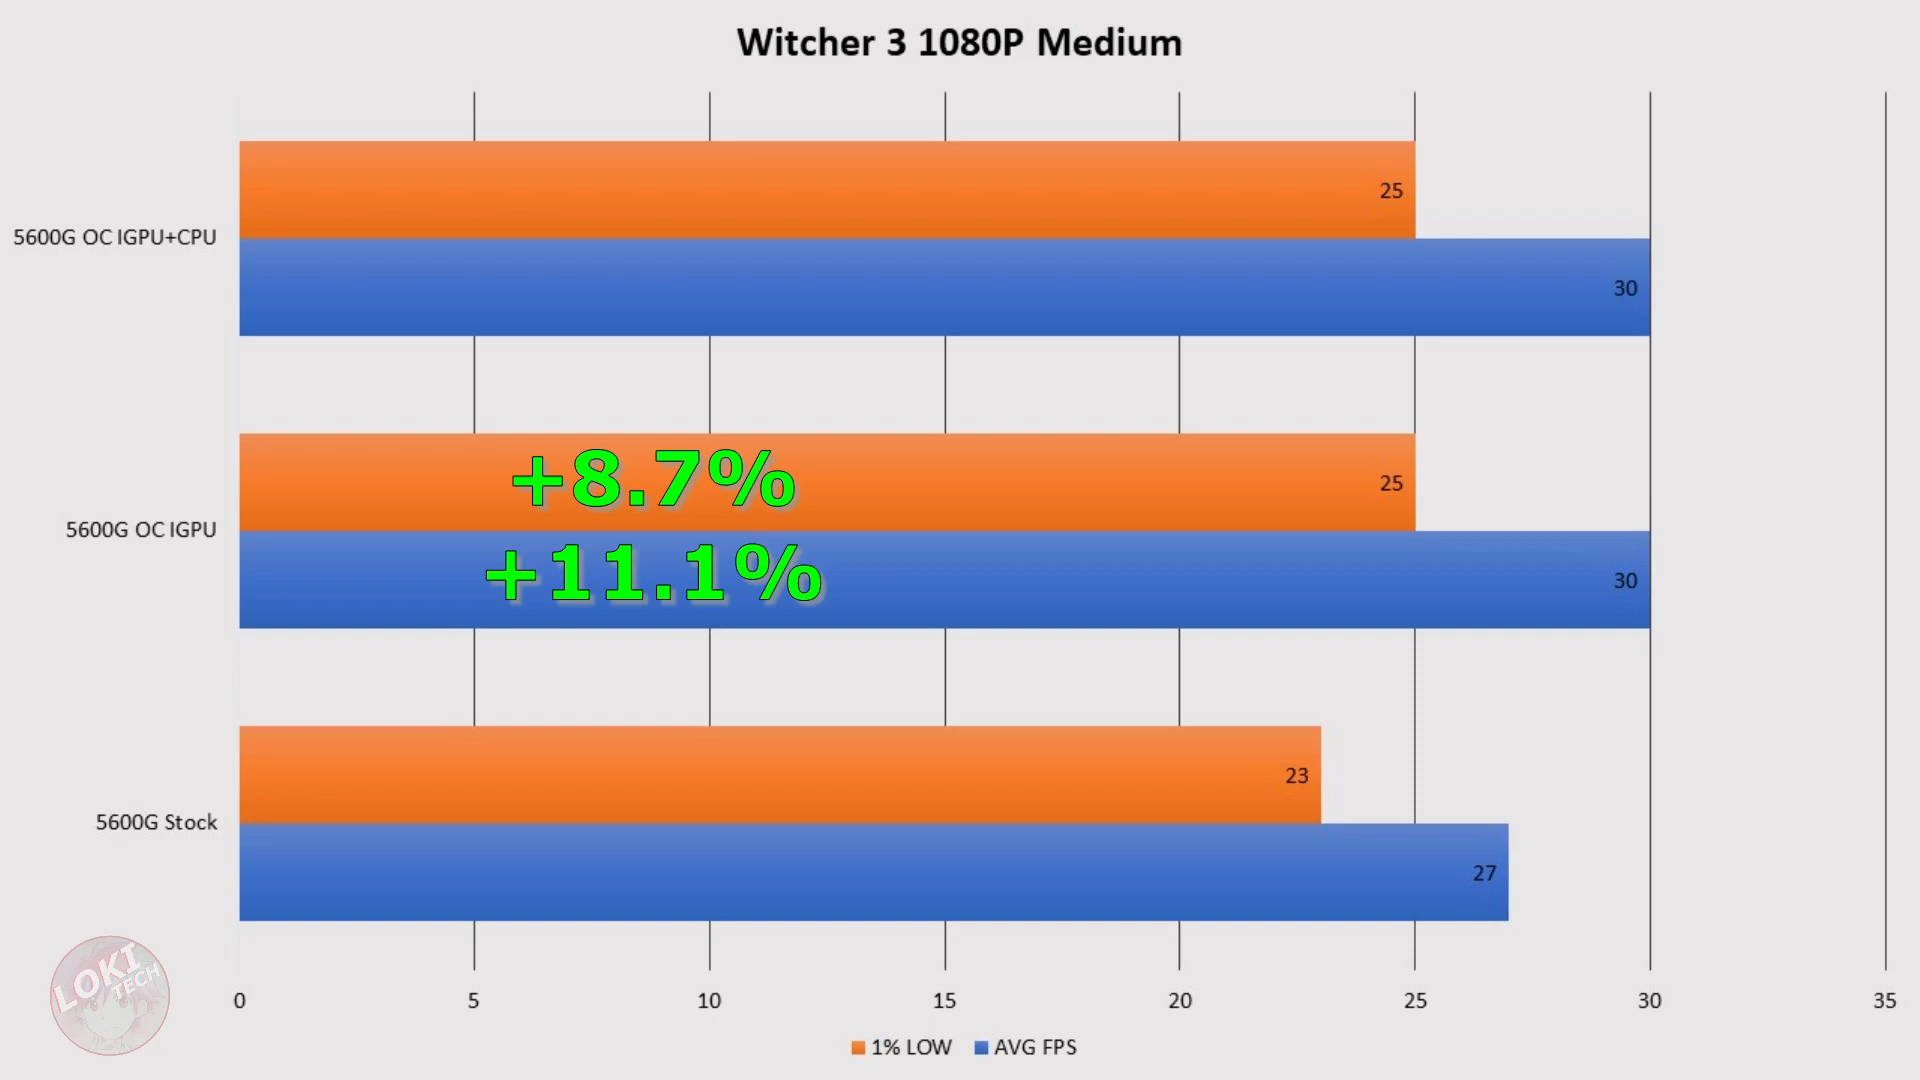 Witcher 3 1080P Medium
5600G OC IGPU+CPU
25
30
5600G OC IGPU
+8.7%
25
+11.1%
30
5600G Stock
23
27
0 5 10 15 20 25 30 35
1% LOW AVG FPS
LOKI
TECH